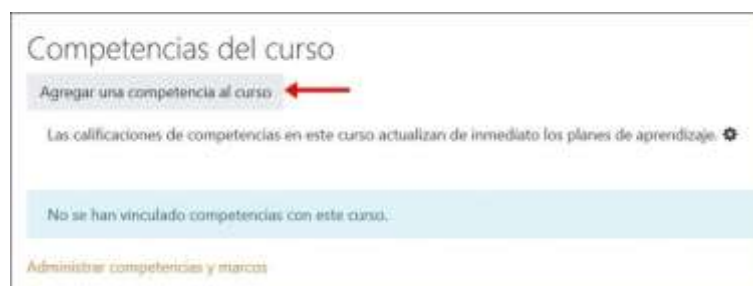 Competencias del curso
Agregar una competencia al curso
Las calificaciones de competencias en este curso actualizan de inmediato los planes de aprendizaje.
No se han vinculado competencias con este curso.
Administrar competencias y marcos